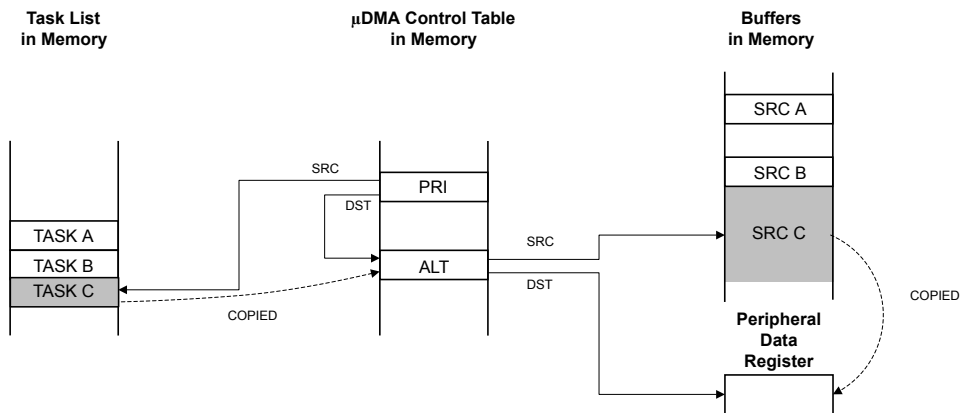 Task List
in Memory
μDMA Control Table
in Memory
Buffers
in Memory
SRC A
SRC B
SRC C
SRC
PRI
DST
TASK A
TASK B
TASK C
ALT
SRC
DST
COPIED
COPIED
Peripheral
Data
Register